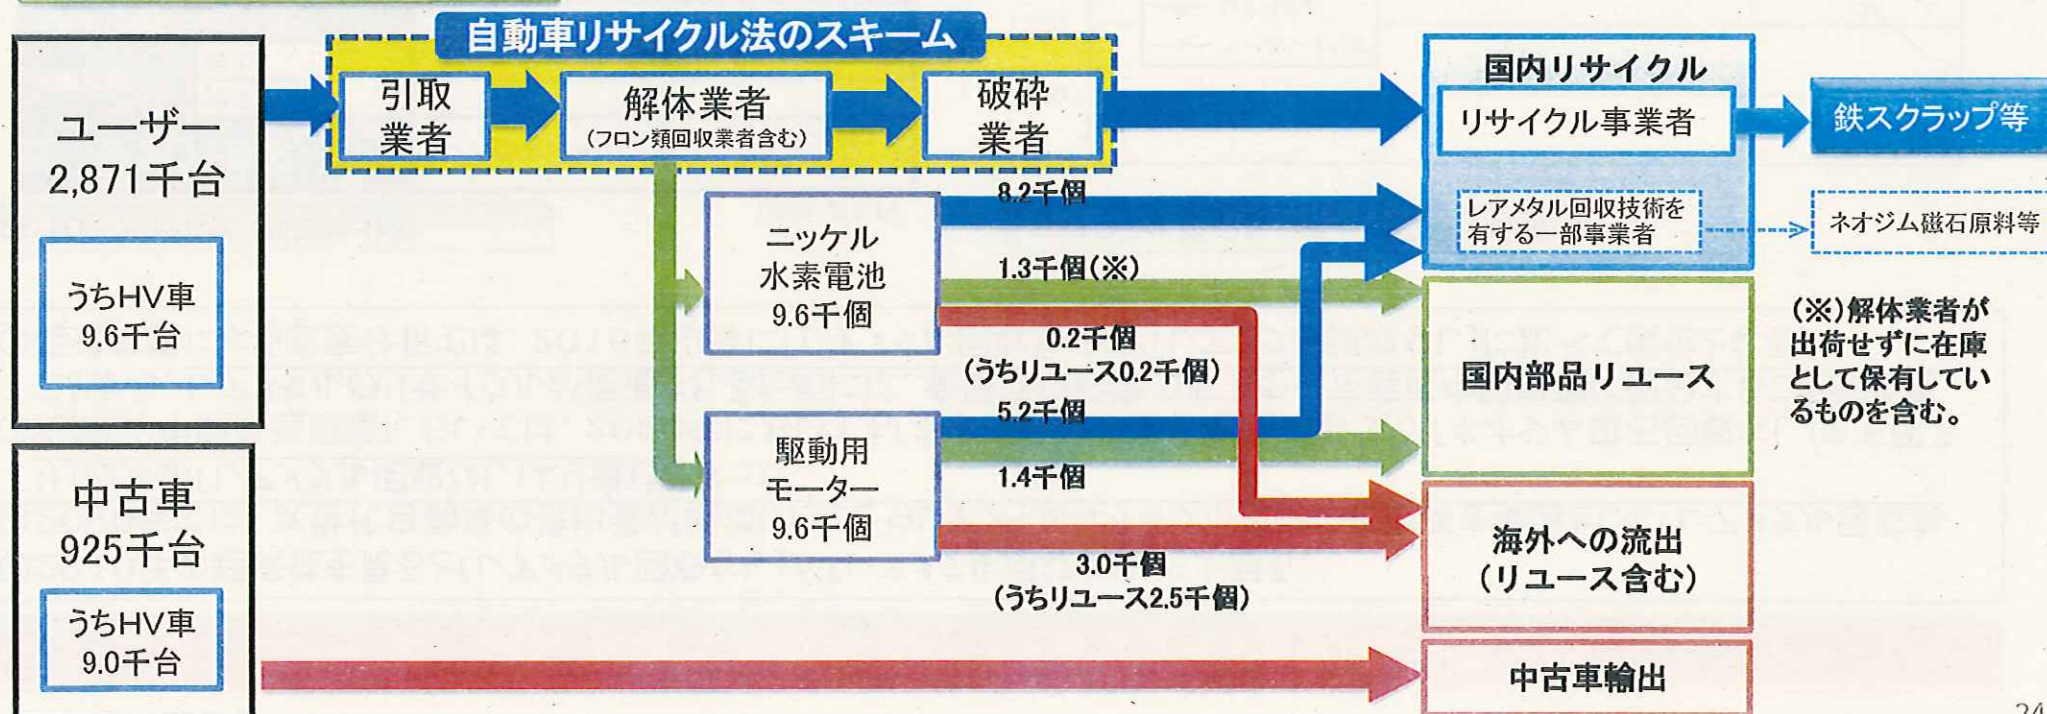 自動車リサイクル法のスキーム
ユーザー
2,871千台
うちHV車
9.6千台
引取
業者
解体業者
(フロン類回収業者含む)
破砕
業者
国内リサイクル
リサイクル事業者
鉄スクラップ等
レアメタル回収技術を
有する一部事業者
ネオジム磁石原料等
ニッケル
水素電池
9.6千個
8.2千個
1.3千個(※)
0.2千個
(うちリユース0.2千個)
国内部品リユース
(※)解体業者が
出荷せずに在庫
として保有してい
るものを含む。
駆動用
モーター
9.6千個
5.2千個
1.4千個
3.0千個
(うちリユース2.5千個)
海外への流出
(リユース含む)
中古車
925千台
うちHV車
9.0千台
中古車輸出
24